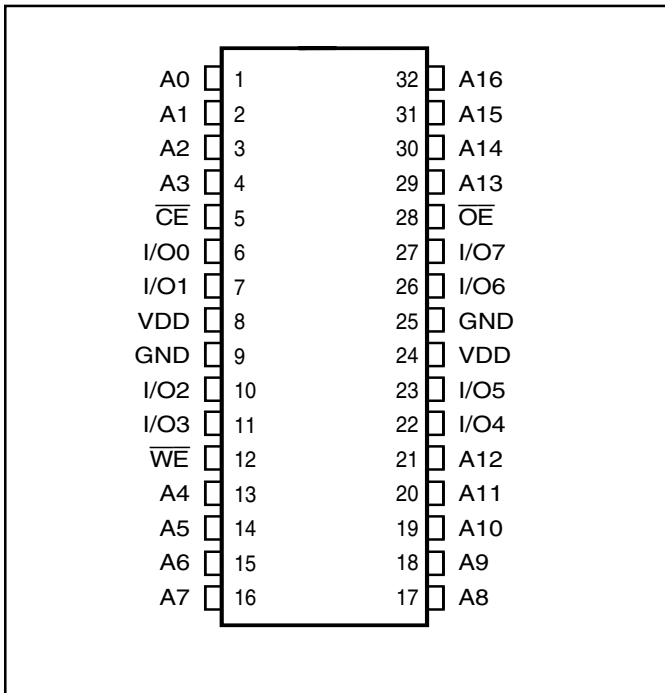 A0 1 32 A16
A1 2 31 A15
A2 3 30 A14
A3 4 29 A13
CE 5 28 OE
I/O0 6 27 I/O7
I/O1 7 26 I/O6
VDD 8 25 GND
GND 9 24 VDD
I/O2 10 23 I/O5
I/O3 11 22 I/O4
WE 12 21 A12
A4 13 20 A11
A5 14 19 A10
A6 15 18 A9
A7 16 17 A8